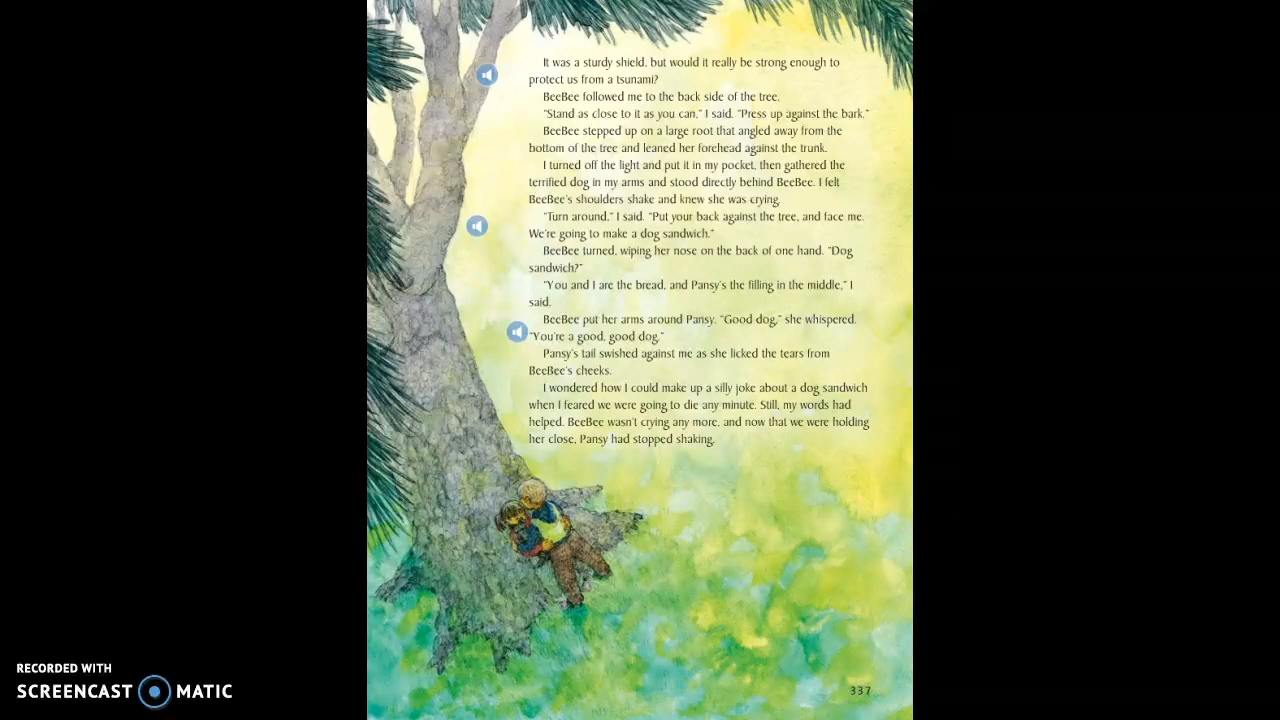 It was a sturdy shield, but would it really be strong enough to
protect us from a tsunami?
BeeBee followed me to the back side of the tree.
"Stand as close to it as you can," I said. "Press up against the bark."
BeeBee stepped up on a large root that angled away from the
bottom of the tree and leaned her forehead against the trunk.
I turned off the light and put it in my pocket, then gathered the
terrified dog in my arms and stood directly behind BeeBee. I felt
BeeBee's shoulders shake and knew she was crying.
"Turn around," I said. "Put your back against the tree, and face me.
We're going to make a dog sandwich."
BeeBee turned, wiping her nose on the back of one hand. "Dog
sandwich?"
"You and I are the bread, and Pansy's the filling in the middle," I
said.
BeeBee put her arms around Pansy. "Good dog," she whispered.
"You're a good, good dog."
Pansy's tail swished against me as she licked the tears from
BeeBee's cheeks.
I wondered how I could make up a silly joke about a dog sandwich
when I feared we were going to die any minute. Still, my words had
helped. BeeBee wasn't crying any more, and now that we were holding
her close, Pansy had stopped shaking.
337
RECORDED WITH
SCREENCAST MATIC